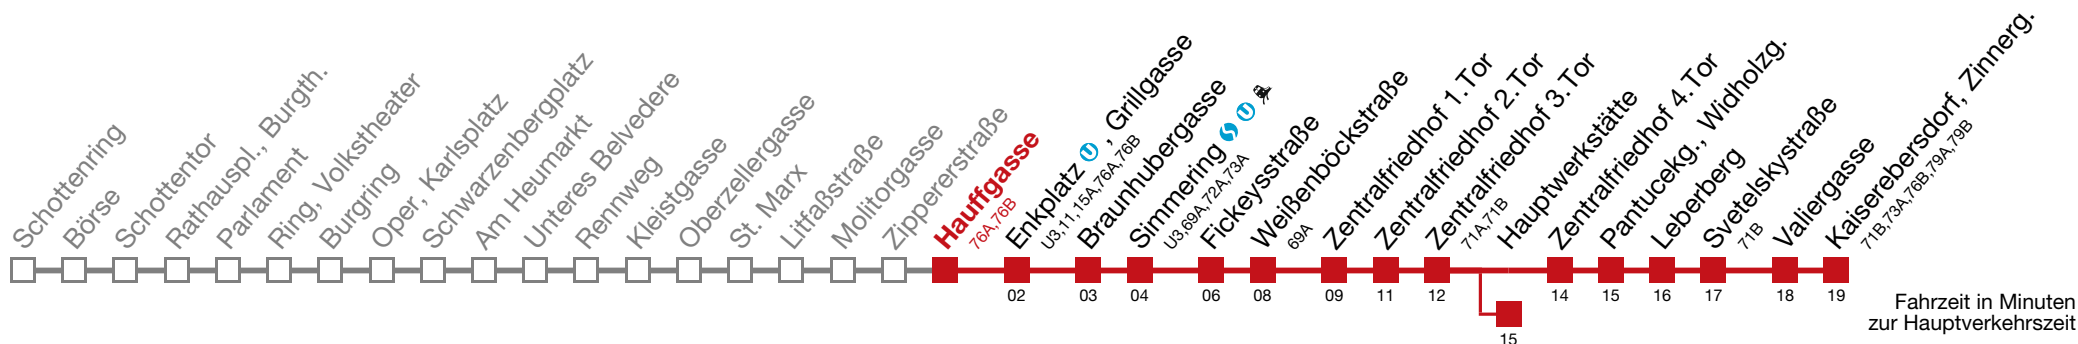 Schottenring
Börse
Schottentor
Rathauspl., Burgth.
Parlament
Ring, Volkstheater
Burgring
Oper, Karlsplatz
Schwarzenbergplatz
Am Heumarkt
Unteres Belvedere
Rennweg
Kleistgasse
Oberzellergasse
St. Marx
Litfaßstraße
Molitorgasse
Zippererstraße
Hauffgasse
76A,76B
Enkplatz U , Grillgasse
U3,11,15A,76A,76B
Braunhubergasse
Simmering S U
U3,69A,72A,73A
Fickeysstraße
Weißenböckstraße
69A
Zentralfriedhof 1.Tor
Zentralfriedhof 2.Tor
Zentralfriedhof 3.Tor
71A,71B
Hauptwerkstätte
Zentralfriedhof 4.Tor
Pantucekg., Widholzg.
Leberberg
Svetelskystraße
71B
Valiergasse
Kaiserebersdorf, Zinnerg.
71B,73A,76B,79A,79B
02 03 04 06 08 09 11 12 14 15 16 17 18 19
15
Fahrzeit in Minuten
zur Hauptverkehrszeit